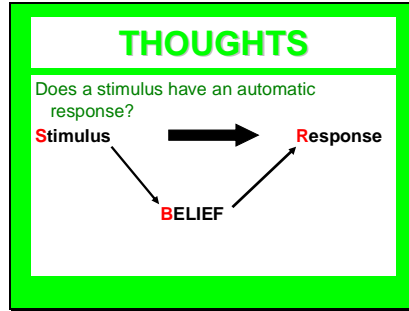 THOUGHTS
Does a stimulus have an automatic
response?
Stimulus Response
BELIEF